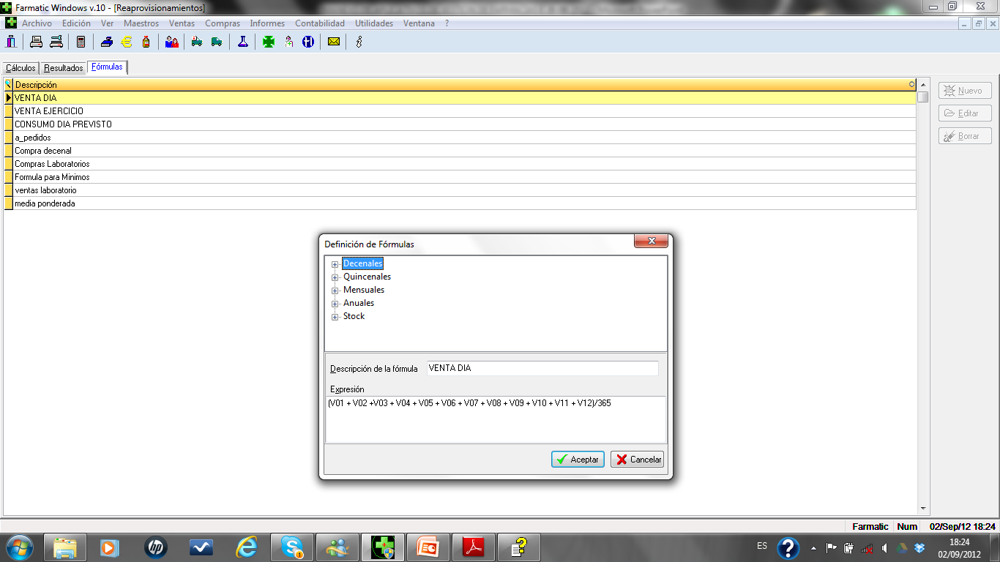 Farmatic Windows v.10 - [Reaprovisionamientos]
Archivo Edición Ver Maestros Ventas Compras Informes Contabilidad Utilidades Ventana ?
Cálculos Resultados Fórmulas
Descripción
VENTA DIA
VENTA EJERCICIO
CONSUMO DIA PREVISTO
a_pedidos
Compra decenal
Compras Laboratorios
Formula para Minimos
ventas laboratorio
media ponderada
Nuevo
Editar
Borrar
Definición de Fórmulas
Decenales
Quincenales
Mensuales
Anuales
Stock
Descripción de la fórmula VENTA DIA
Expresión
(V01 + V02 +V03 + V04 + V05 + V06 + V07 + V08 + V09 + V10 + V11 + V12)/365
Aceptar Cancelar
Farmatic Num 02/Sep/12 18:24
ES 18:24
02/09/2012